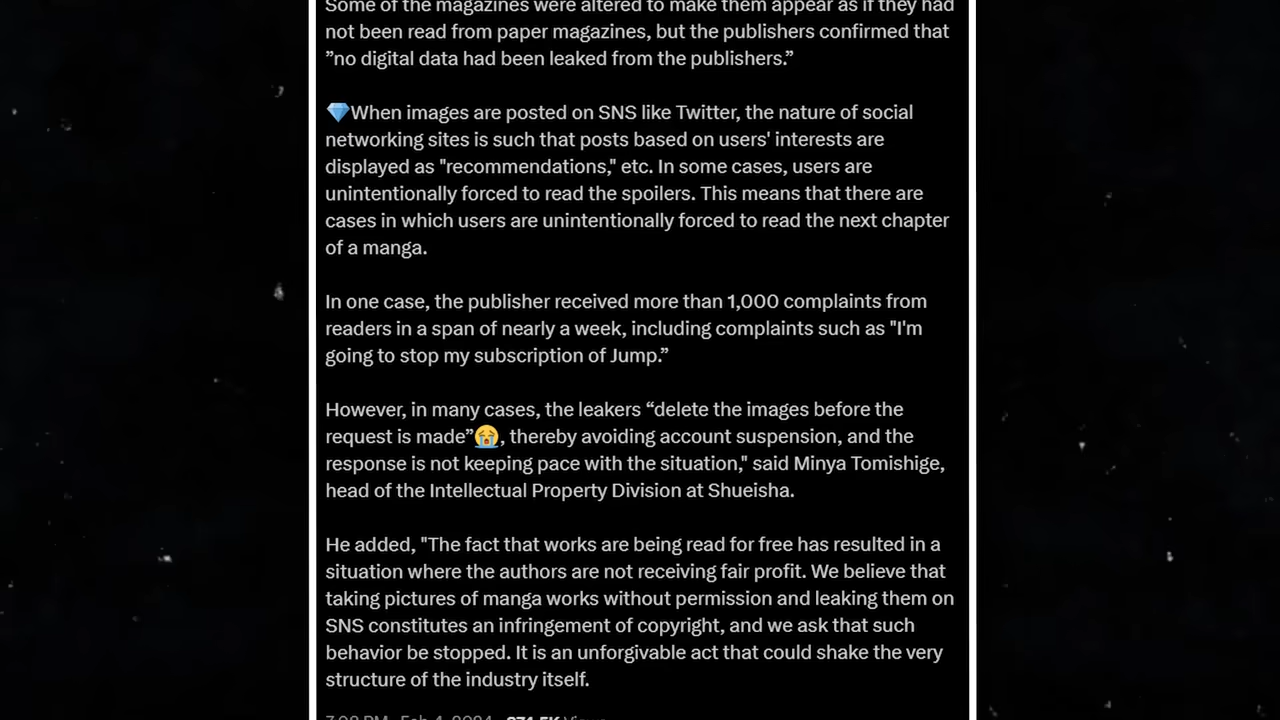 Some of the magazines were altered to make them appear as if they had
not been read from paper magazines, but the publishers confirmed that
”no digital data had been leaked from the publishers.”
💎When images are posted on SNS like Twitter, the nature of social
networking sites is such that posts based on users' interests are
displayed as "recommendations," etc. In some cases, users are
unintentionally forced to read the spoilers. This means that there are
cases in which users are unintentionally forced to read the next chapter
of a manga.
In one case, the publisher received more than 1,000 complaints from
readers in a span of nearly a week, including complaints such as "I'm
going to stop my subscription of Jump.”
However, in many cases, the leakers “delete the images before the
request is made”😭, thereby avoiding account suspension, and the
response is not keeping pace with the situation," said Minya Tomishige,
head of the Intellectual Property Division at Shueisha.
He added, "The fact that works are being read for free has resulted in a
situation where the authors are not receiving fair profit. We believe that
taking pictures of manga works without permission and leaking them on
SNS constitutes an infringement of copyright, and we ask that such
behavior be stopped. It is an unforgivable act that could shake the very
structure of the industry itself.